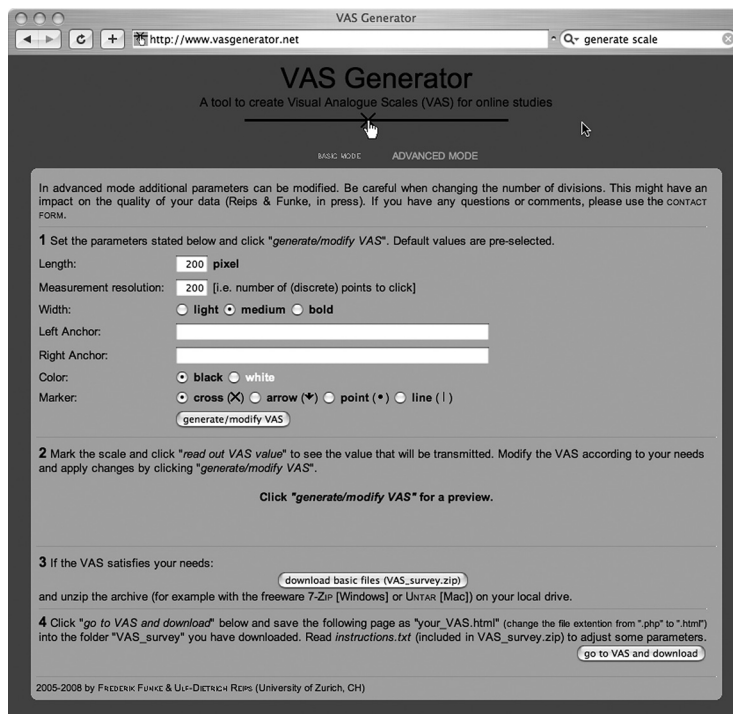 VAS Generator
http://www.vasgenerator.net
generate scale
VAS Generator
A tool to create Visual Analogue Scales (VAS) for online studies
BASIC MODE ADVANCED MODE
In advanced mode additional parameters can be modified. Be careful when changing the number of divisions. This might have an
impact on the quality of your data (Reips & Funke, in press). If you have any questions or comments, please use the CONTACT
FORM.
1 Set the parameters stated below and click "generate/modify VAS". Default values are pre-selected.
Length: 200 pixel
Measurement resolution: 200 [i.e. number of (discrete) points to click]
Width: light medium bold
Left Anchor:
Right Anchor:
Color: black white
Marker: cross (X) arrow (↓) point (•) line (|)
generate/modify VAS
2 Mark the scale and click "read out VAS value" to see the value that will be transmitted. Modify the VAS according to your needs
and apply changes by clicking "generate/modify VAS".
Click "generate/modify VAS" for a preview.
3 If the VAS satisfies your needs:
download basic files (VAS_survey.zip)
and unzip the archive (for example with the freeware 7-ZIP [Windows] or UNTAR [Mac]) on your local drive.
4 Click "go to VAS and download" below and save the following page as "your_VAS.html" (change the file extention from ".php" to ".html")
into the folder "VAS_survey" you have downloaded. Read instructions.txt (included in VAS_survey.zip) to adjust some parameters.
go to VAS and download
2005-2008 by FREDERIK FUNKE & ULF-DIETRICH REIPS (University of Zurich, CH)